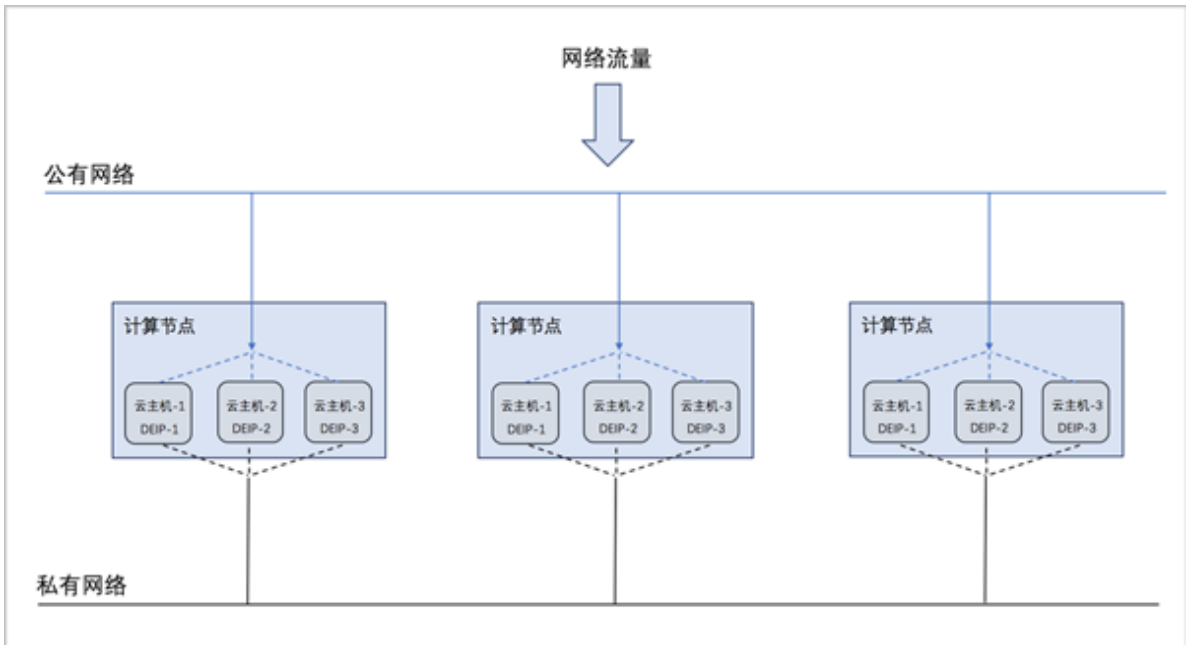 网络流量
公有网络
计算节点
计算节点
计算节点
云主机-1
DEIP-1
云主机-2
DEIP-2
云主机-3
DEIP-3
云主机-1
DEIP-1
云主机-2
DEIP-2
云主机-3
DEIP-3
云主机-1
DEIP-1
云主机-2
DEIP-2
云主机-3
DEIP-3
私有网络